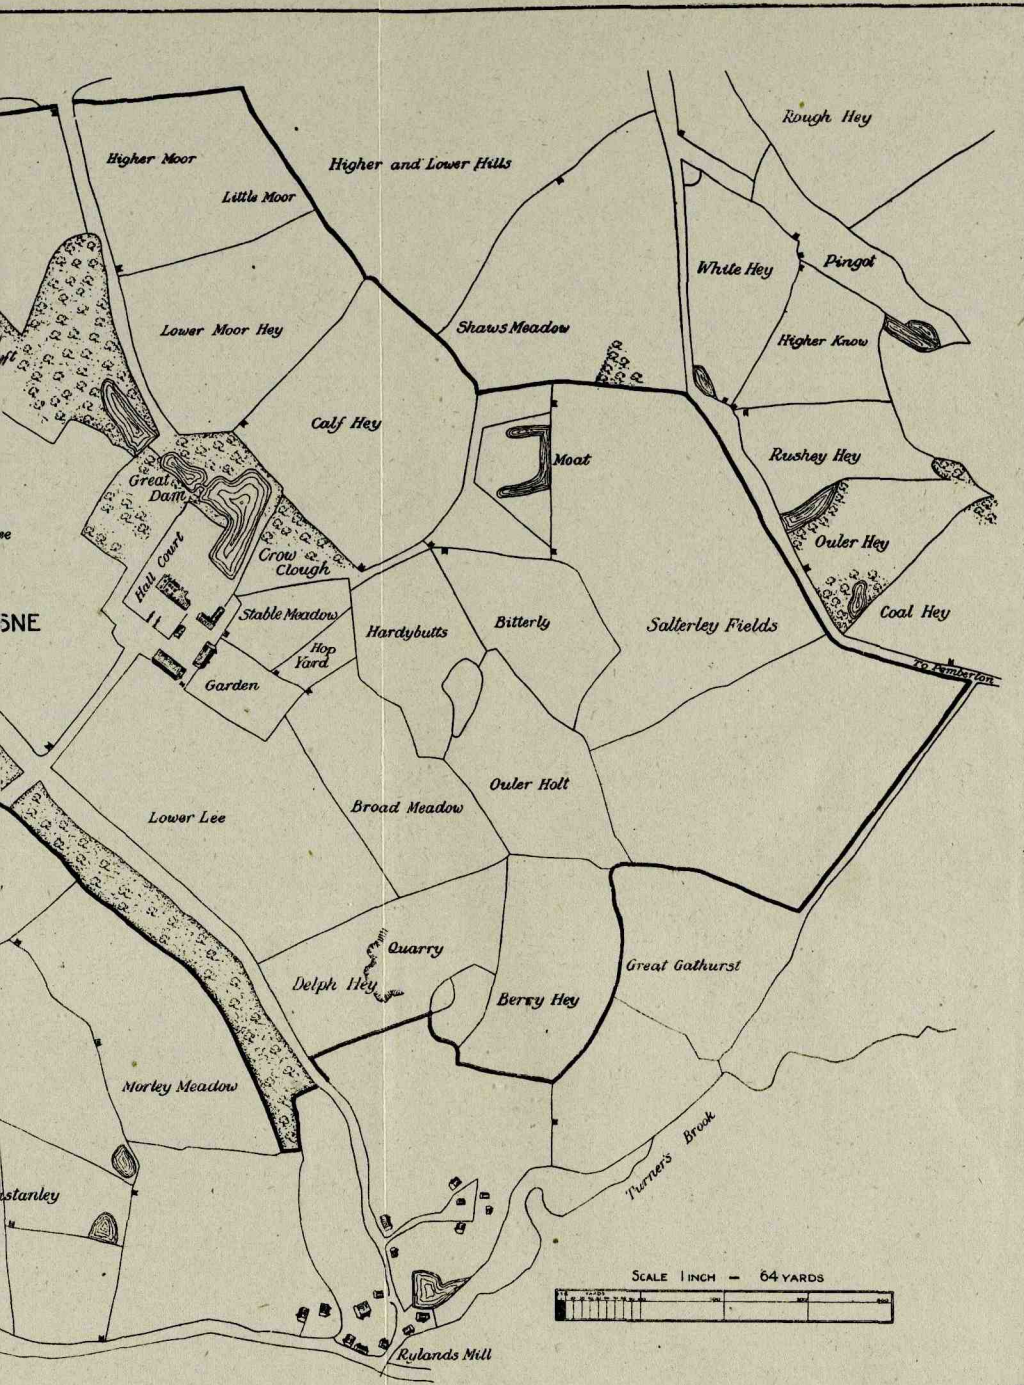 Rough Hey
Higher Moor
Higher and Lower Hills
Little Moor
White Hey
Pingot
Lower Moor Hey
Shaws Meadow
Higher Know
Calf Hey
Moat
Rushey Hey
Great
Dam
Hall Court
Ouler Hey
Crow
Clough
Coal Hey
Stable Meadow
Hardybutts
Bitterly
Salterley Fields
Hop
Yard
Garden
To Pemberton
Ouler Holt
Broad Meadow
Lower Lee
Quarry
Delph Hey
Berry Hey
Great Gathurst
Morley Meadow
Turner's Brook
stanley
SCALE 1 INCH — 64 YARDS
YARDS
Rylands Mill